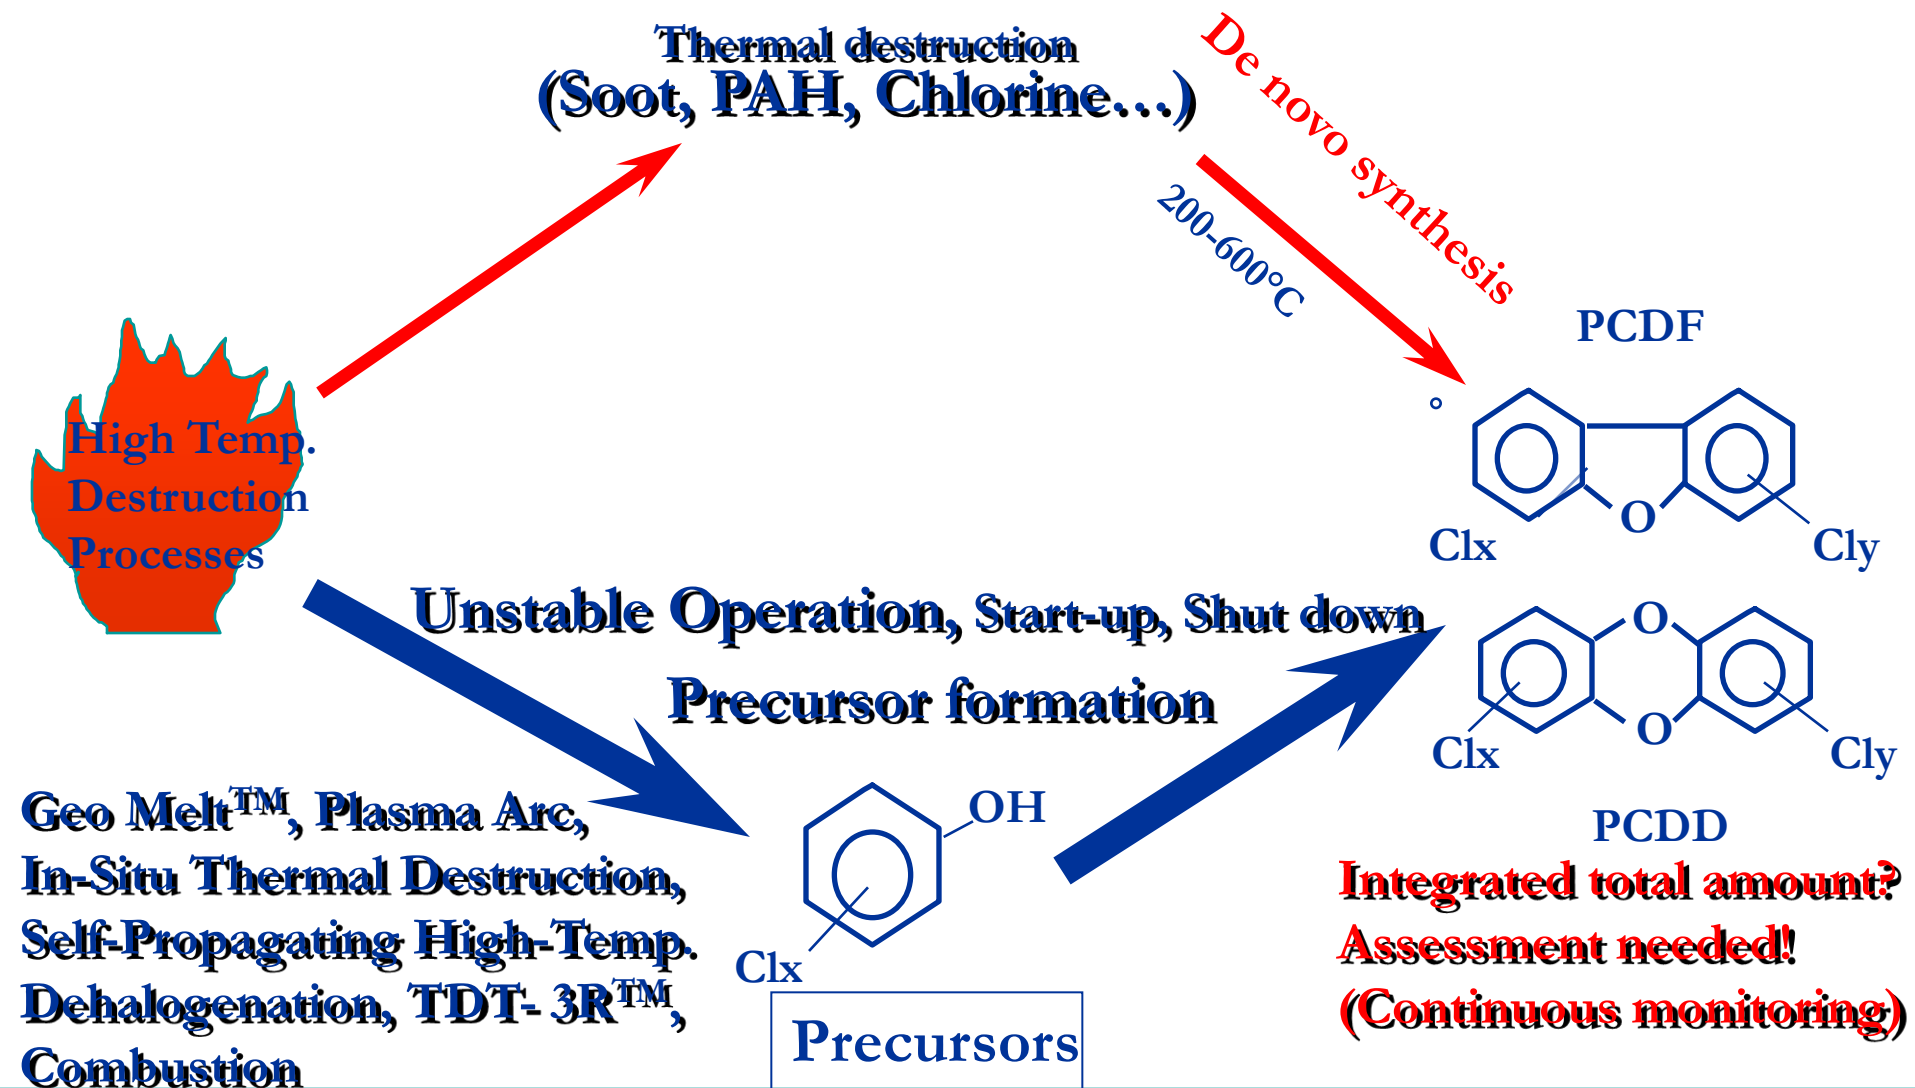 Thermal destruction
(Soot, PAH, Chlorine…)
De novo synthesis
200-600°C
PCDF
°
O
Clx
Cly
High Temp.
Destruction
Processes
Unstable Operation, Start-up, Shut down
Precursor formation
O
O
Clx
Cly
PCDD
Geo Melt™, Plasma Arc,
In-Situ Thermal Destruction,
Self-Propagating High-Temp.
Dehalogenation, TDT- 3R™,
Combustion
OH
Clx
Precursors
Integrated total amount?
Assessment needed!
(Continuous monitoring)